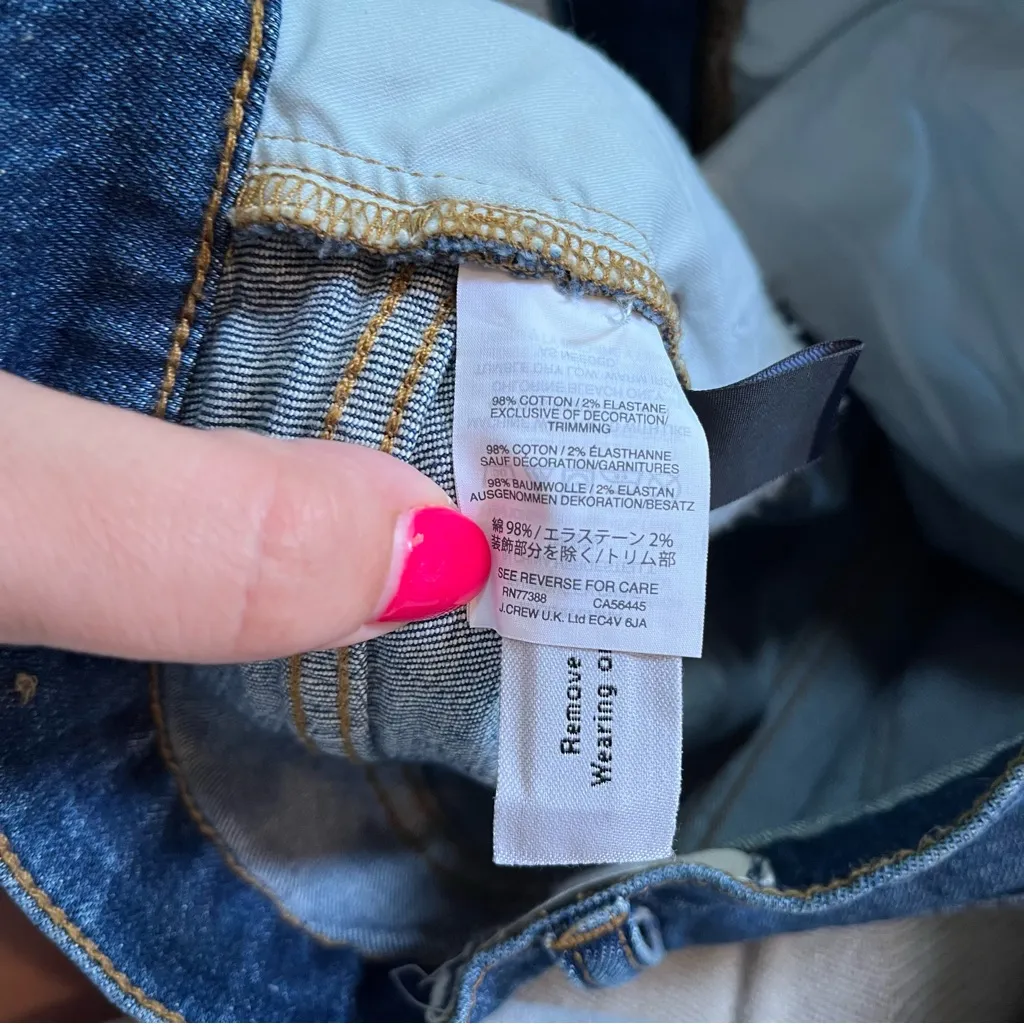 98% COTTON / 2% ELASTANE
EXCLUSIVE OF DECORATION/
TRIMMING
98% COTON / 2% ÉLASTHANNE
SAUF DÉCORATION/GARNITURES
98% BAUMWOLLE / 2% ELASTAN
AUSGENOMMEN DEKORATION/BESATZ
綿 98% / エラステーン 2%
装飾部分を除く/トリム部
SEE REVERSE FOR CARE
RN77388 CA56445
J.CREW U.K. Ltd EC4V 6JA
Remove
Wearing